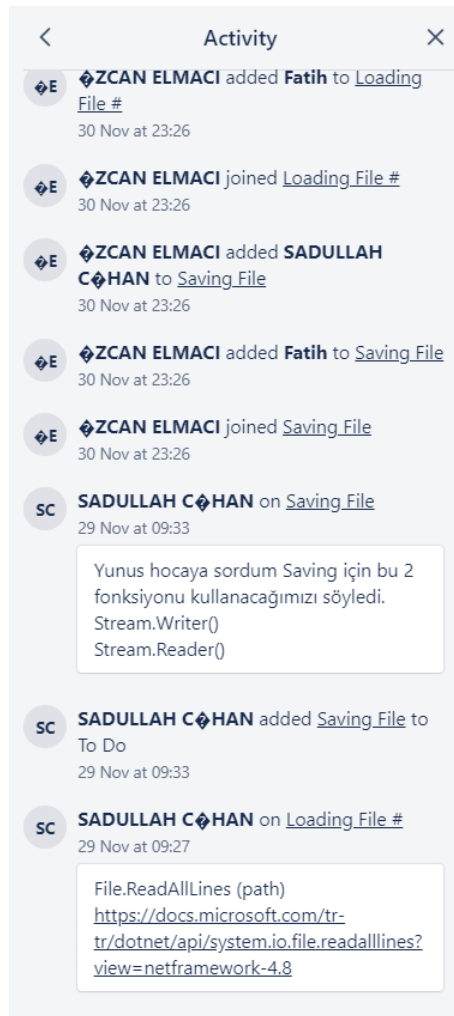 Activity
�E
�ZCAN ELMACI added Fatih to Loading
File #
30 Nov at 23:26
�E
�ZCAN ELMACI joined Loading File #
30 Nov at 23:26
�E
�ZCAN ELMACI added SADULLAH
C�HAN to Saving File
30 Nov at 23:26
�E
�ZCAN ELMACI added Fatih to Saving File
30 Nov at 23:26
�E
�ZCAN ELMACI joined Saving File
30 Nov at 23:26
SC
SADULLAH C�HAN on Saving File
29 Nov at 09:33
Yunus hocaya sordum Saving için bu 2
fonksiyonu kullanacağımızı söyledi.
Stream.Writer()
Stream.Reader()
SC
SADULLAH C�HAN added Saving File to
To Do
29 Nov at 09:33
SC
SADULLAH C�HAN on Loading File #
29 Nov at 09:27
File.ReadAllLines (path)
https://docs.microsoft.com/tr-
tr/dotnet/api/system.io.file.readalllines?
view=netframework-4.8